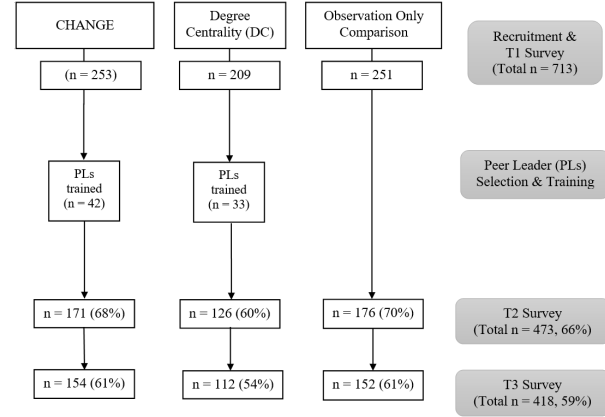 CHANGE
Degree
Centrality (DC)
Observation Only
Comparison
Recruitment &
T1 Survey
(Total n = 713)
(n = 253)
n = 209
n = 251
PLs
trained
(n = 42)
PLs
trained
(n = 33)
Peer Leader (PLs)
Selection & Training
n = 171 (68%)
n = 126 (60%)
n = 176 (70%)
T2 Survey
(Total n = 473, 66%)
n = 154 (61%)
n = 112 (54%)
n = 152 (61%)
T3 Survey
(Total n = 418, 59%)